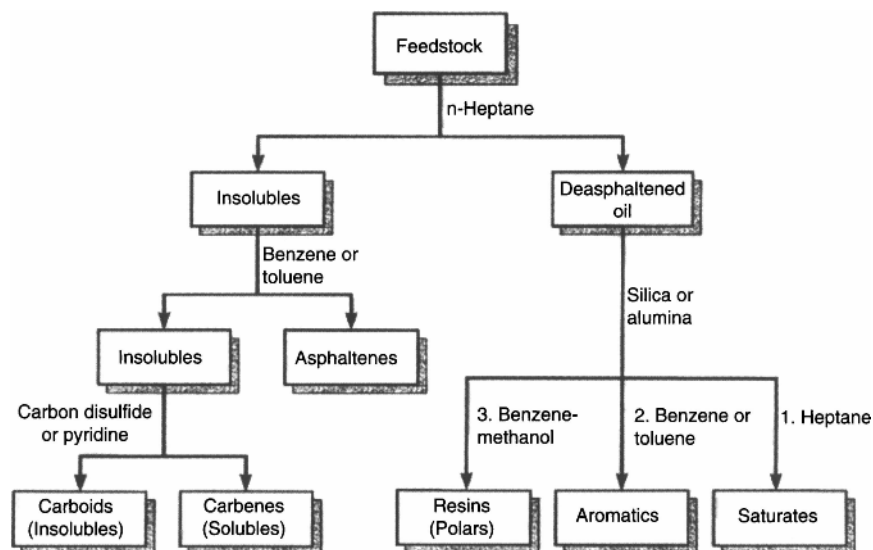 Feedstock
n-Heptane
Insolubles
Deasphaltened
oil
Benzene or
toluene
Silica or
alumina
Insolubles
Asphaltenes
Carbon disulfide
or pyridine
3. Benzene-
methanol
2. Benzene or
toluene
1. Heptane
Carboids
(Insolubles)
Carbenes
(Solubles)
Resins
(Polars)
Aromatics
Saturates